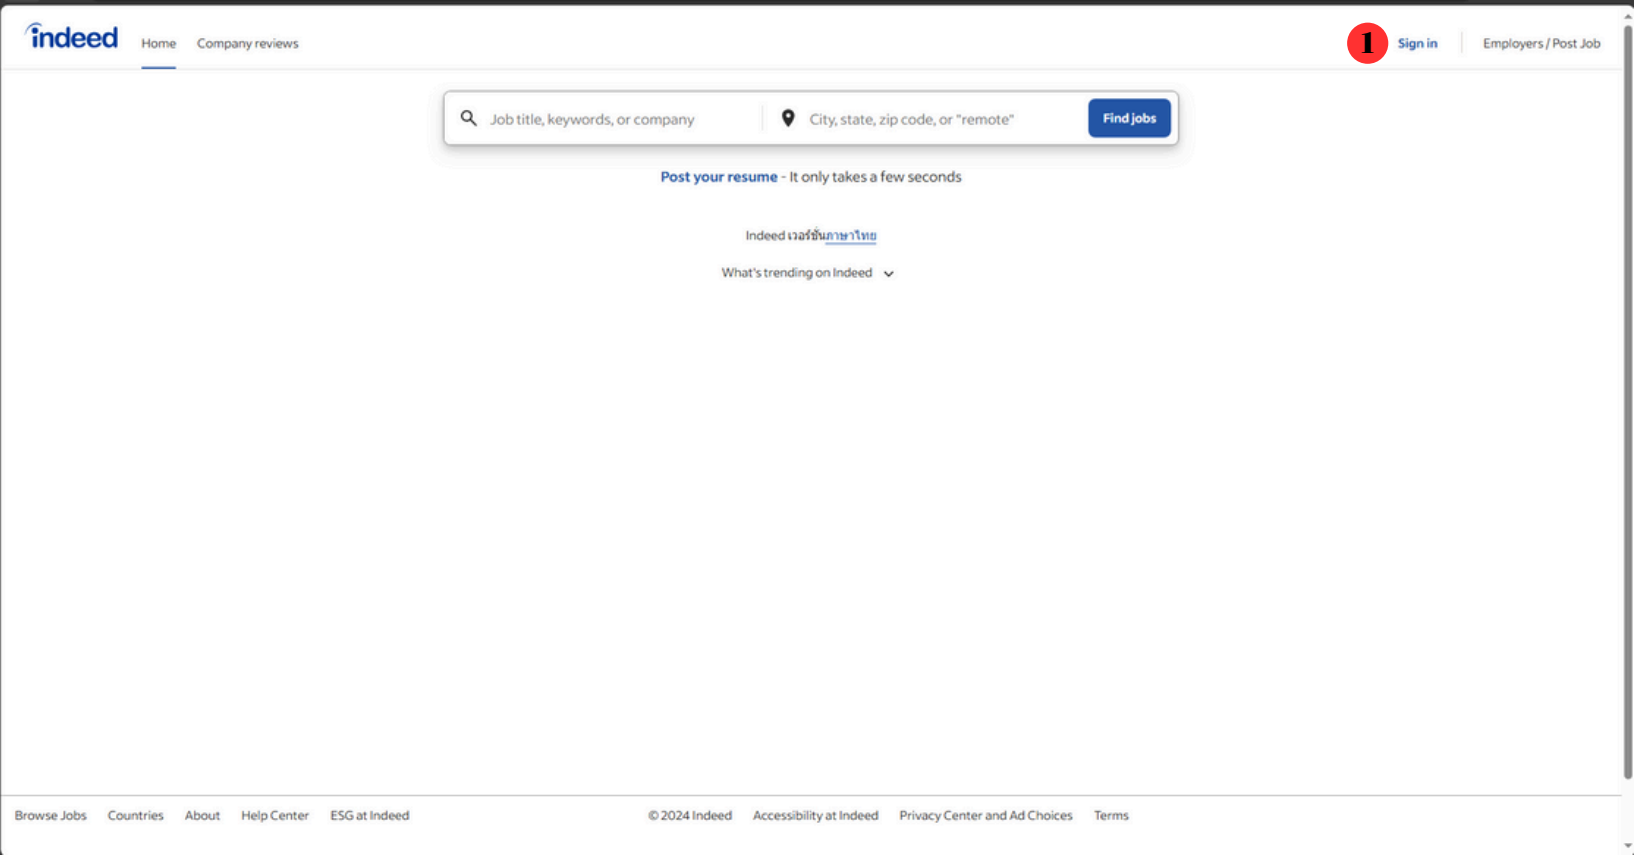 indeed Home Company reviews 1 Sign in Employers / Post Job
Job title, keywords, or company City, state, zip code, or "remote" Find jobs
Post your resume - It only takes a few seconds
Indeed เวอร์ชันภาษาไทย
What's trending on Indeed
Browse Jobs Countries About Help Center ESG at Indeed © 2024 Indeed Accessibility at Indeed Privacy Center and Ad Choices Terms